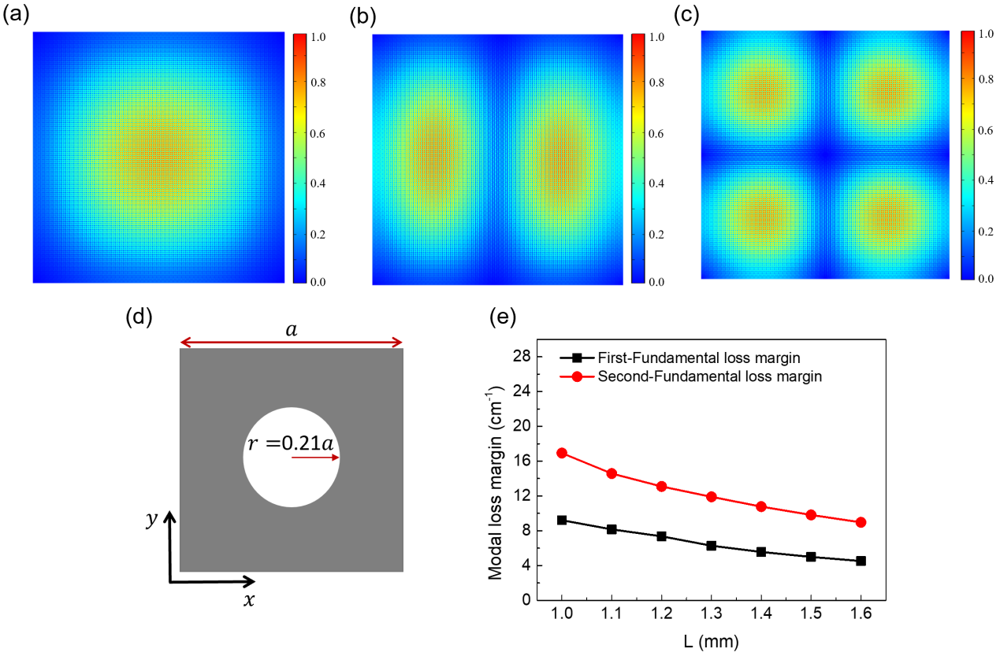 (a)
1.0
0.8
0.6
0.4
0.2
0.0
(b)
1.0
0.8
0.6
0.4
0.2
0.0
(c)
1.0
0.8
0.6
0.4
0.2
0.0
(d)
a
r =0.21a
y
x
(e)
First-Fundamental loss margin
Second-Fundamental loss margin
Modal loss margin (cm⁻¹)
28
24
20
16
12
8
4
0
1.0 1.1 1.2 1.3 1.4 1.5 1.6
L (mm)